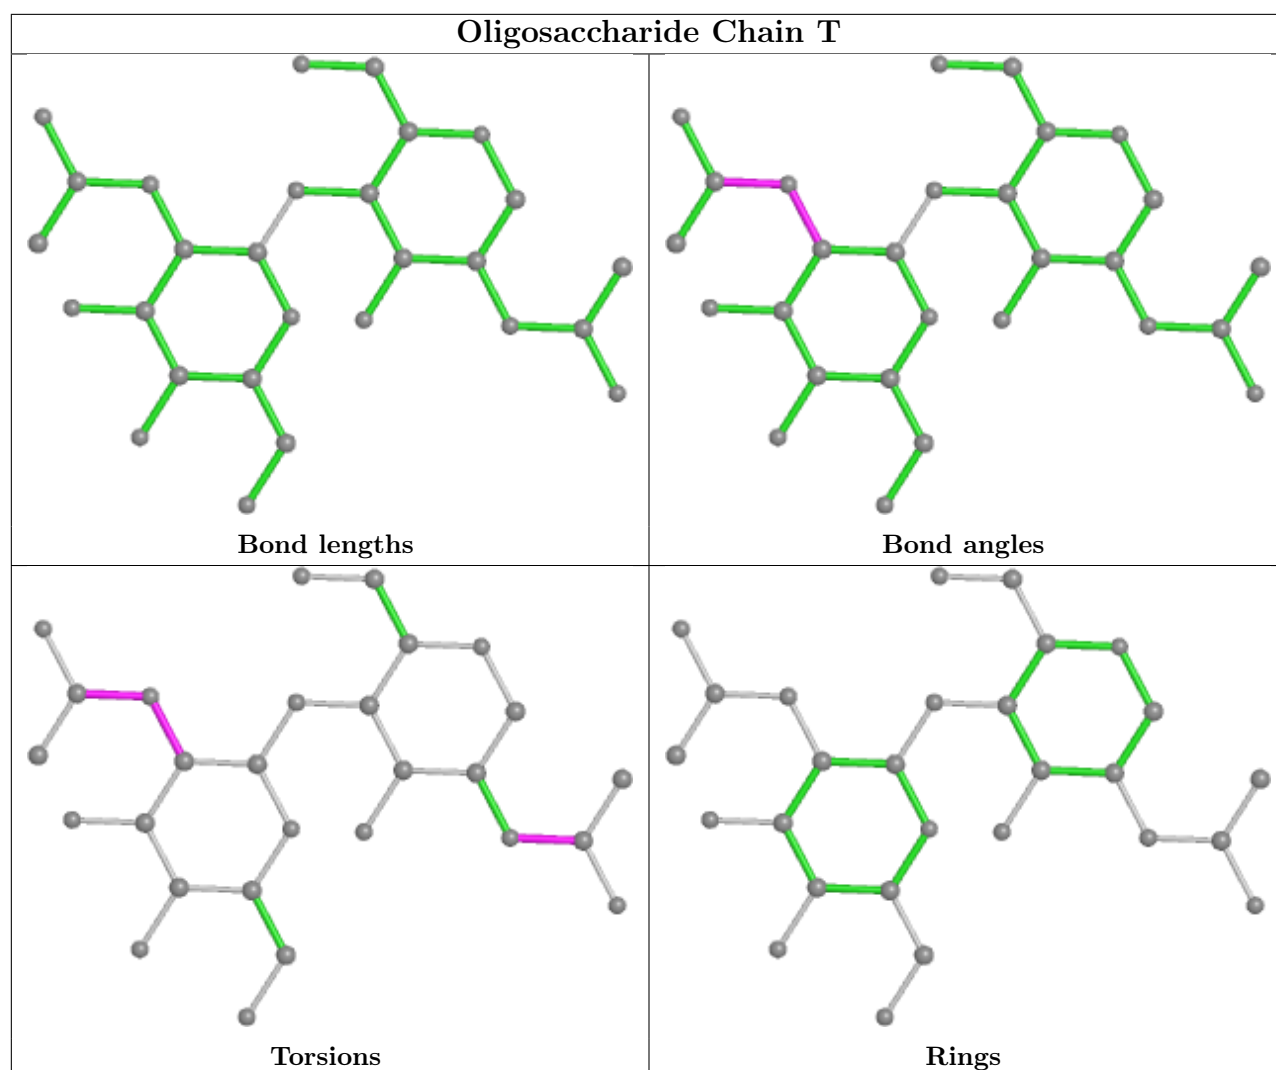 Oligosaccharide Chain T
Bond lengths
Bond angles
Torsions
Rings